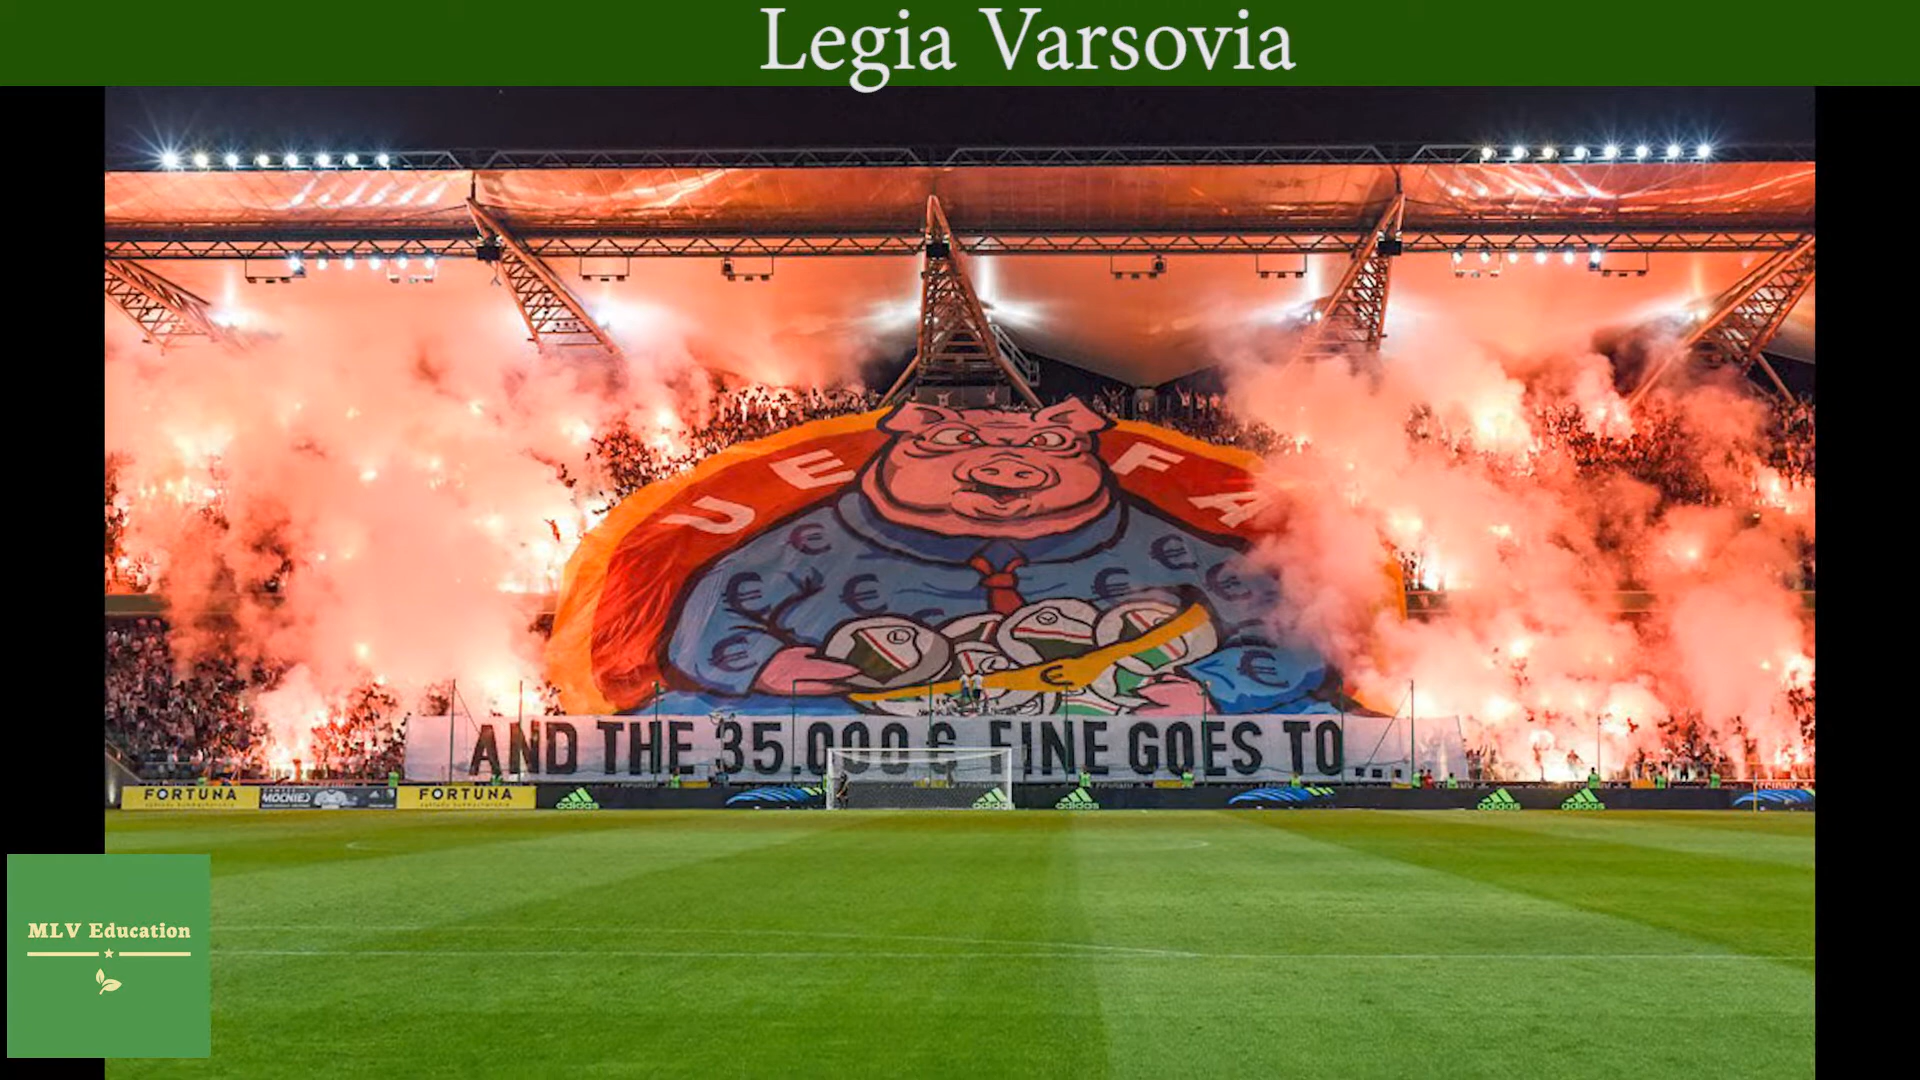 Legia Varsovia
UEFA
€ € € € € € € €
€
AND THE 35.000 € FINE GOES TO...
FORTUNA
MOCNIEJ
FORTUNA
adidas
adidas
adidas
adidas
adidas
MLV Education